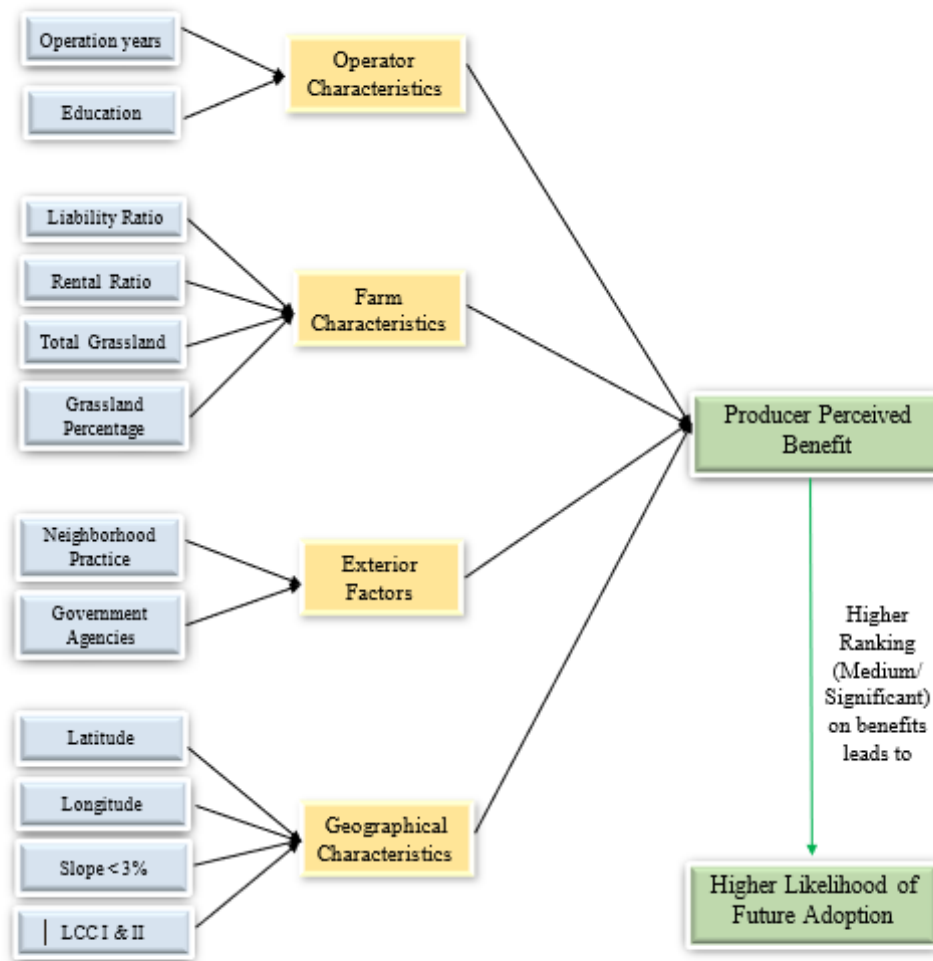 Operation years
Education
Operator
Characteristics
Liability Ratio
Rental Ratio
Total Grassland
Grassland
Percentage
Farm
Characteristics
Neighborhood
Practice
Government
Agencies
Exterior
Factors
Latitude
Longitude
Slope < 3%
LCC I & II
Geographical
Characteristics
Producer Perceived
Benefit
Higher
Ranking
(Medium/
Significant)
on benefits
leads to
Higher Likelihood of
Future Adoption